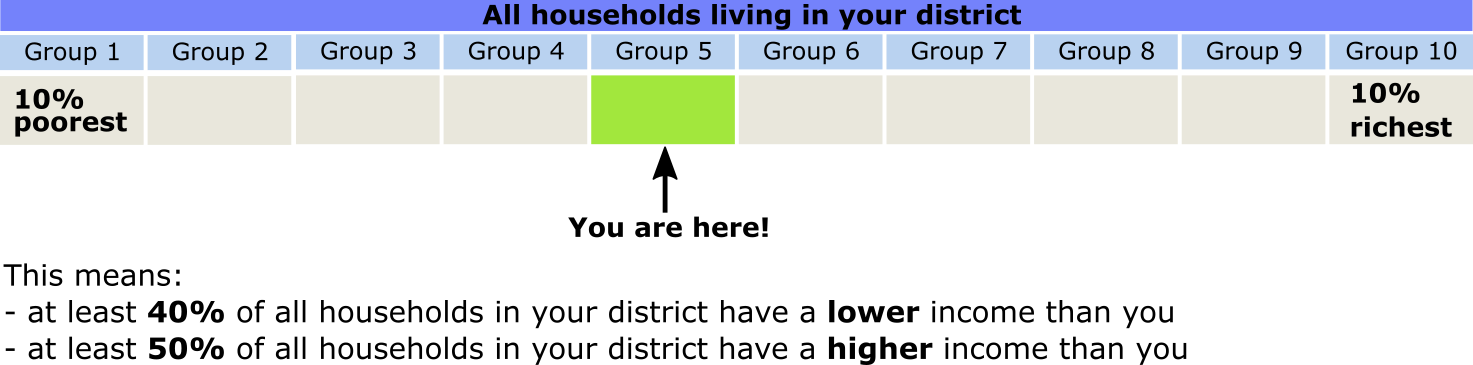 All households living in your district
Group 1 Group 2 Group 3 Group 4 Group 5 Group 6 Group 7 Group 8 Group 9 Group 10
10% poorest
10% richest
You are here!
This means:
- at least 40% of all households in your district have a lower income than you
- at least 50% of all households in your district have a higher income than you